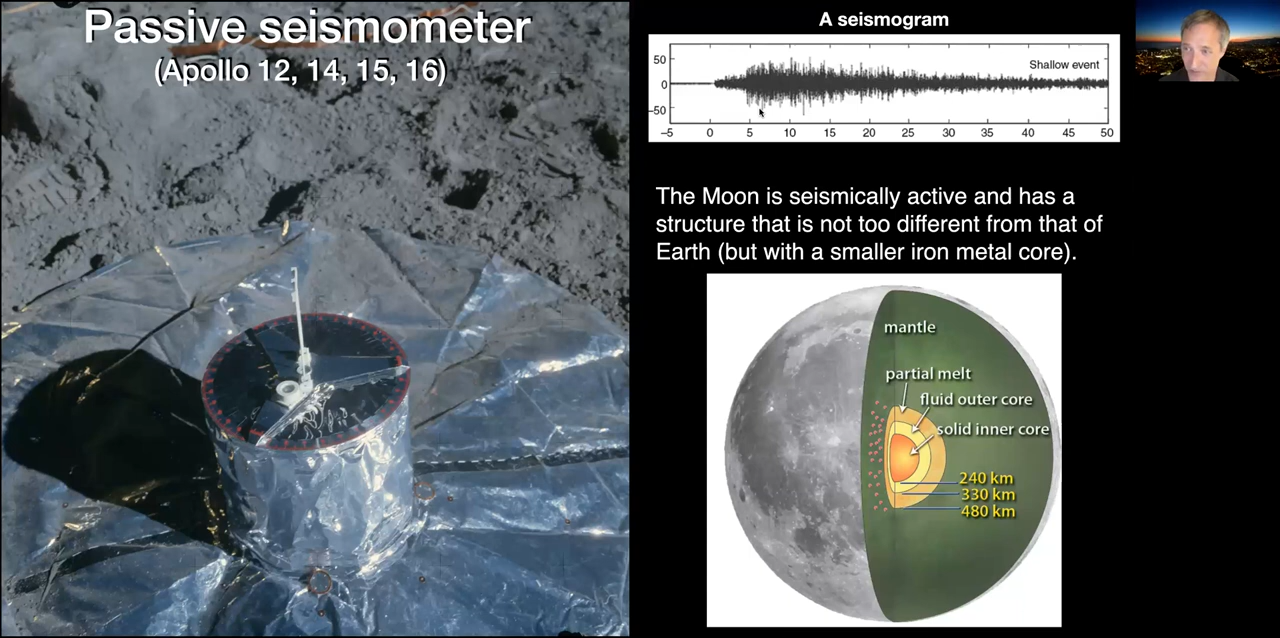 Passive seismometer
(Apollo 12, 14, 15, 16)
A seismogram
50
0
−50
Shallow event
−5 0 5 10 15 20 25 30 35 40 45 50
The Moon is seismically active and has a
structure that is not too different from that of
Earth (but with a smaller iron metal core).
mantle
partial melt
fluid outer core
solid inner core
240 km
330 km
480 km